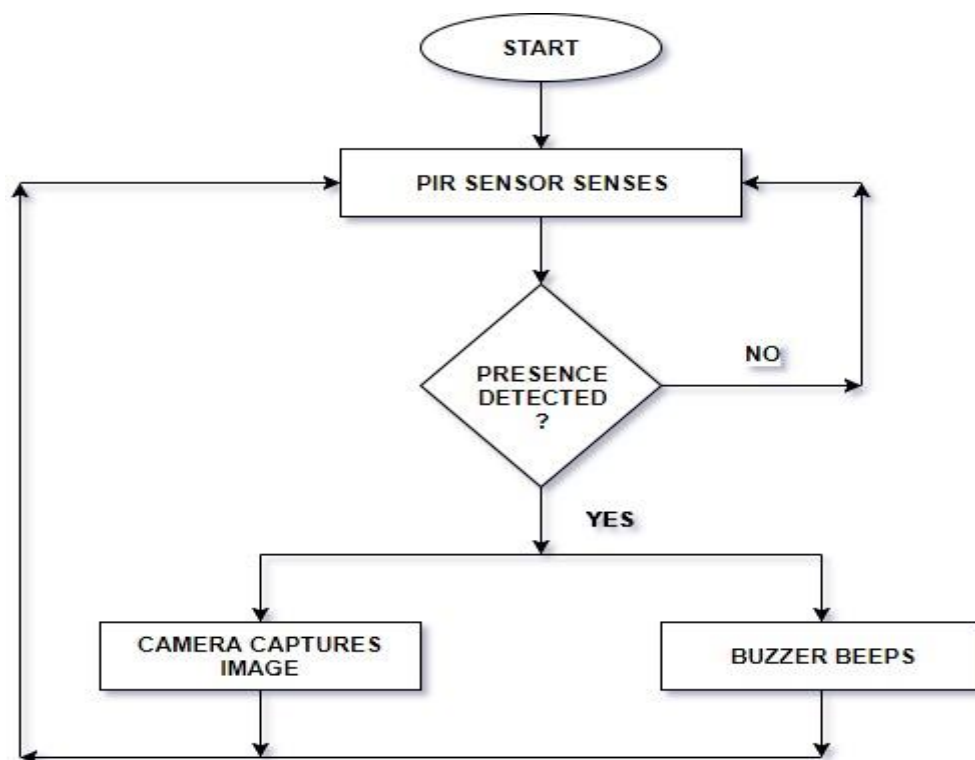 START
PIR SENSOR SENSES
NO
PRESENCE
DETECTED
?
YES
CAMERA CAPTURES
IMAGE
BUZZER BEEPS